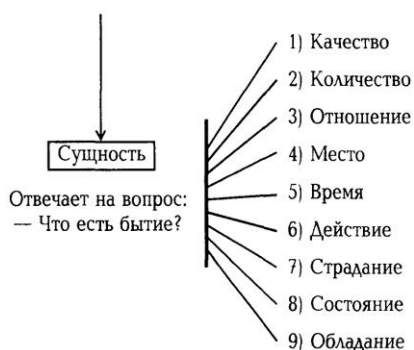 Сущность
Отвечает на вопрос:
— Что есть бытие?
1) Качество
2) Количество
3) Отношение
4) Место
5) Время
6) Действие
7) Страдание
8) Состояние
9) Обладание